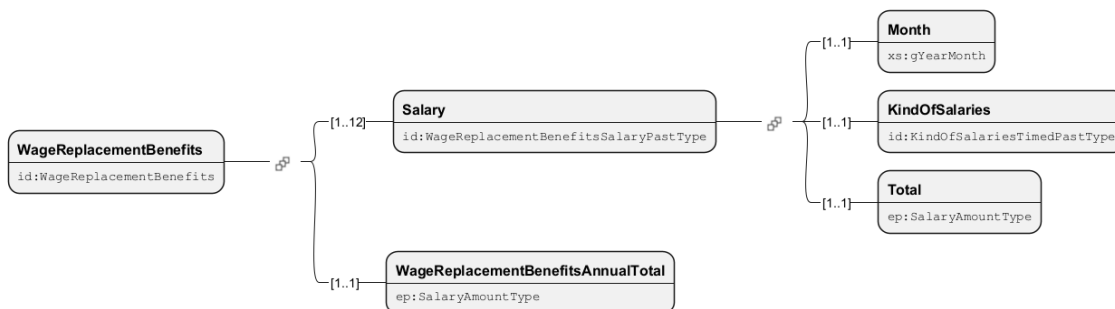 Month
[1..1]
xs:gYearMonth
Salary
KindOfSalaries
[1..12]
[1..1]
id:WageReplacementBenefitsSalaryPastType
id:KindOfSalariesTimedPastType
WageReplacementBenefits
id:WageReplacementBenefits
Total
[1..1]
ep:SalaryAmountType
WageReplacementBenefitsAnnualTotal
[1..1]
ep:SalaryAmountType